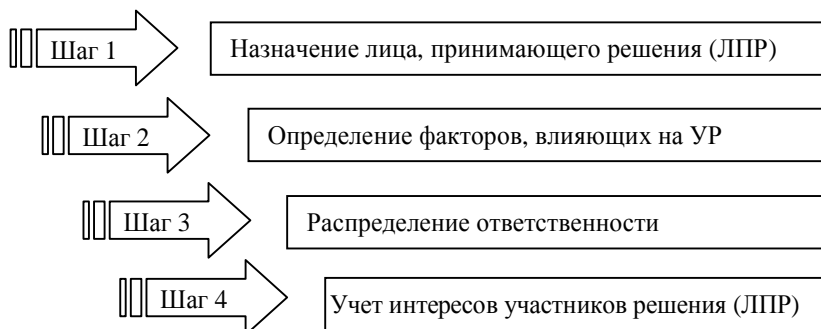 Шаг 1 Назначение лица, принимающего решения (ЛПР)
Шаг 2 Определение факторов, влияющих на УР
Шаг 3 Распределение ответственности
Шаг 4 Учет интересов участников решения (ЛПР)